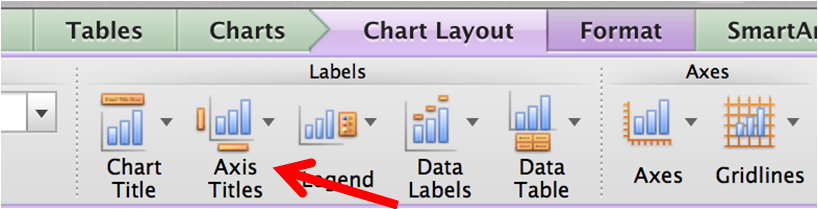 Tables Charts Chart Layout Format SmartAr
Labels Axes
Chart Title Axis Titles Legend Data Labels Data Table Axes Gridlines